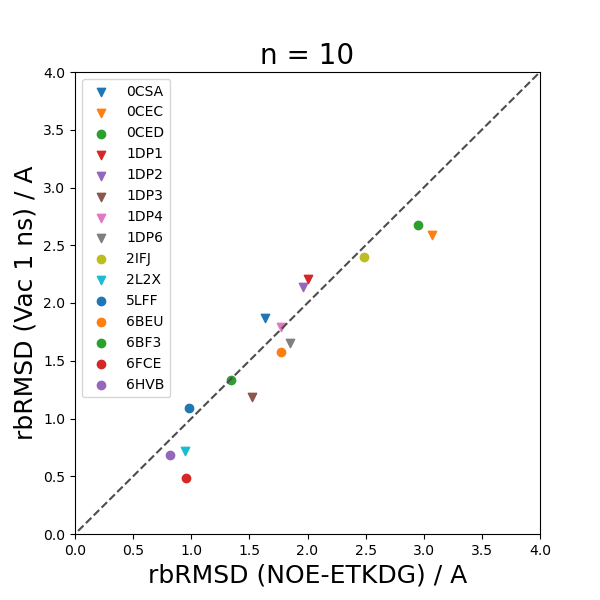 n = 10
rbRMSD (Vac 1 ns) / A
4.0
3.5
3.0
2.5
2.0
1.5
1.0
0.5
0.0
0CSA
0CEC
0CED
1DP1
1DP2
1DP3
1DP4
1DP6
2IFJ
2L2X
5LFF
6BEU
6BF3
6FCE
6HVB
0.0 0.5 1.0 1.5 2.0 2.5 3.0 3.5 4.0
rbRMSD (NOE-ETKDG) / A